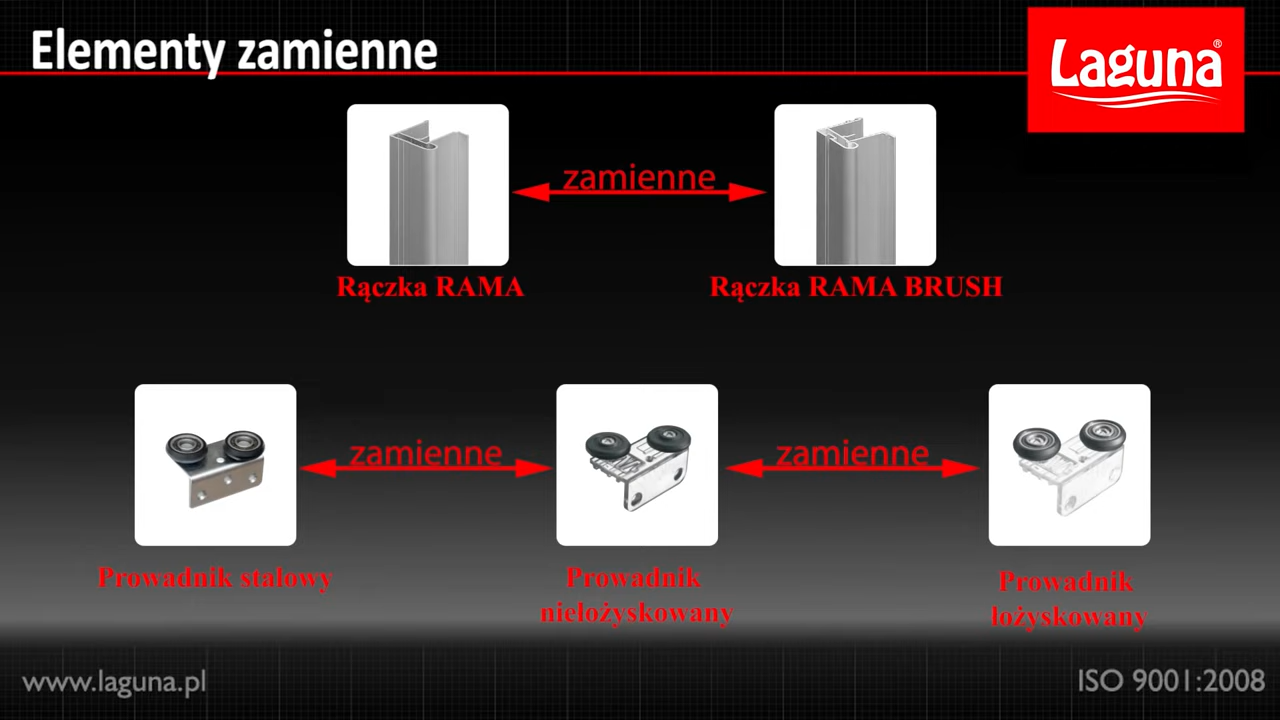 Elementy zamienne
Laguna®
zamienne
Rączka RAMA
Rączka RAMA BRUSH
zamienne
zamienne
Prowadnik stalowy
Prowadnik
niełożyskowany
Prowadnik
łożyskowany
www.laguna.pl
ISO 9001:2008